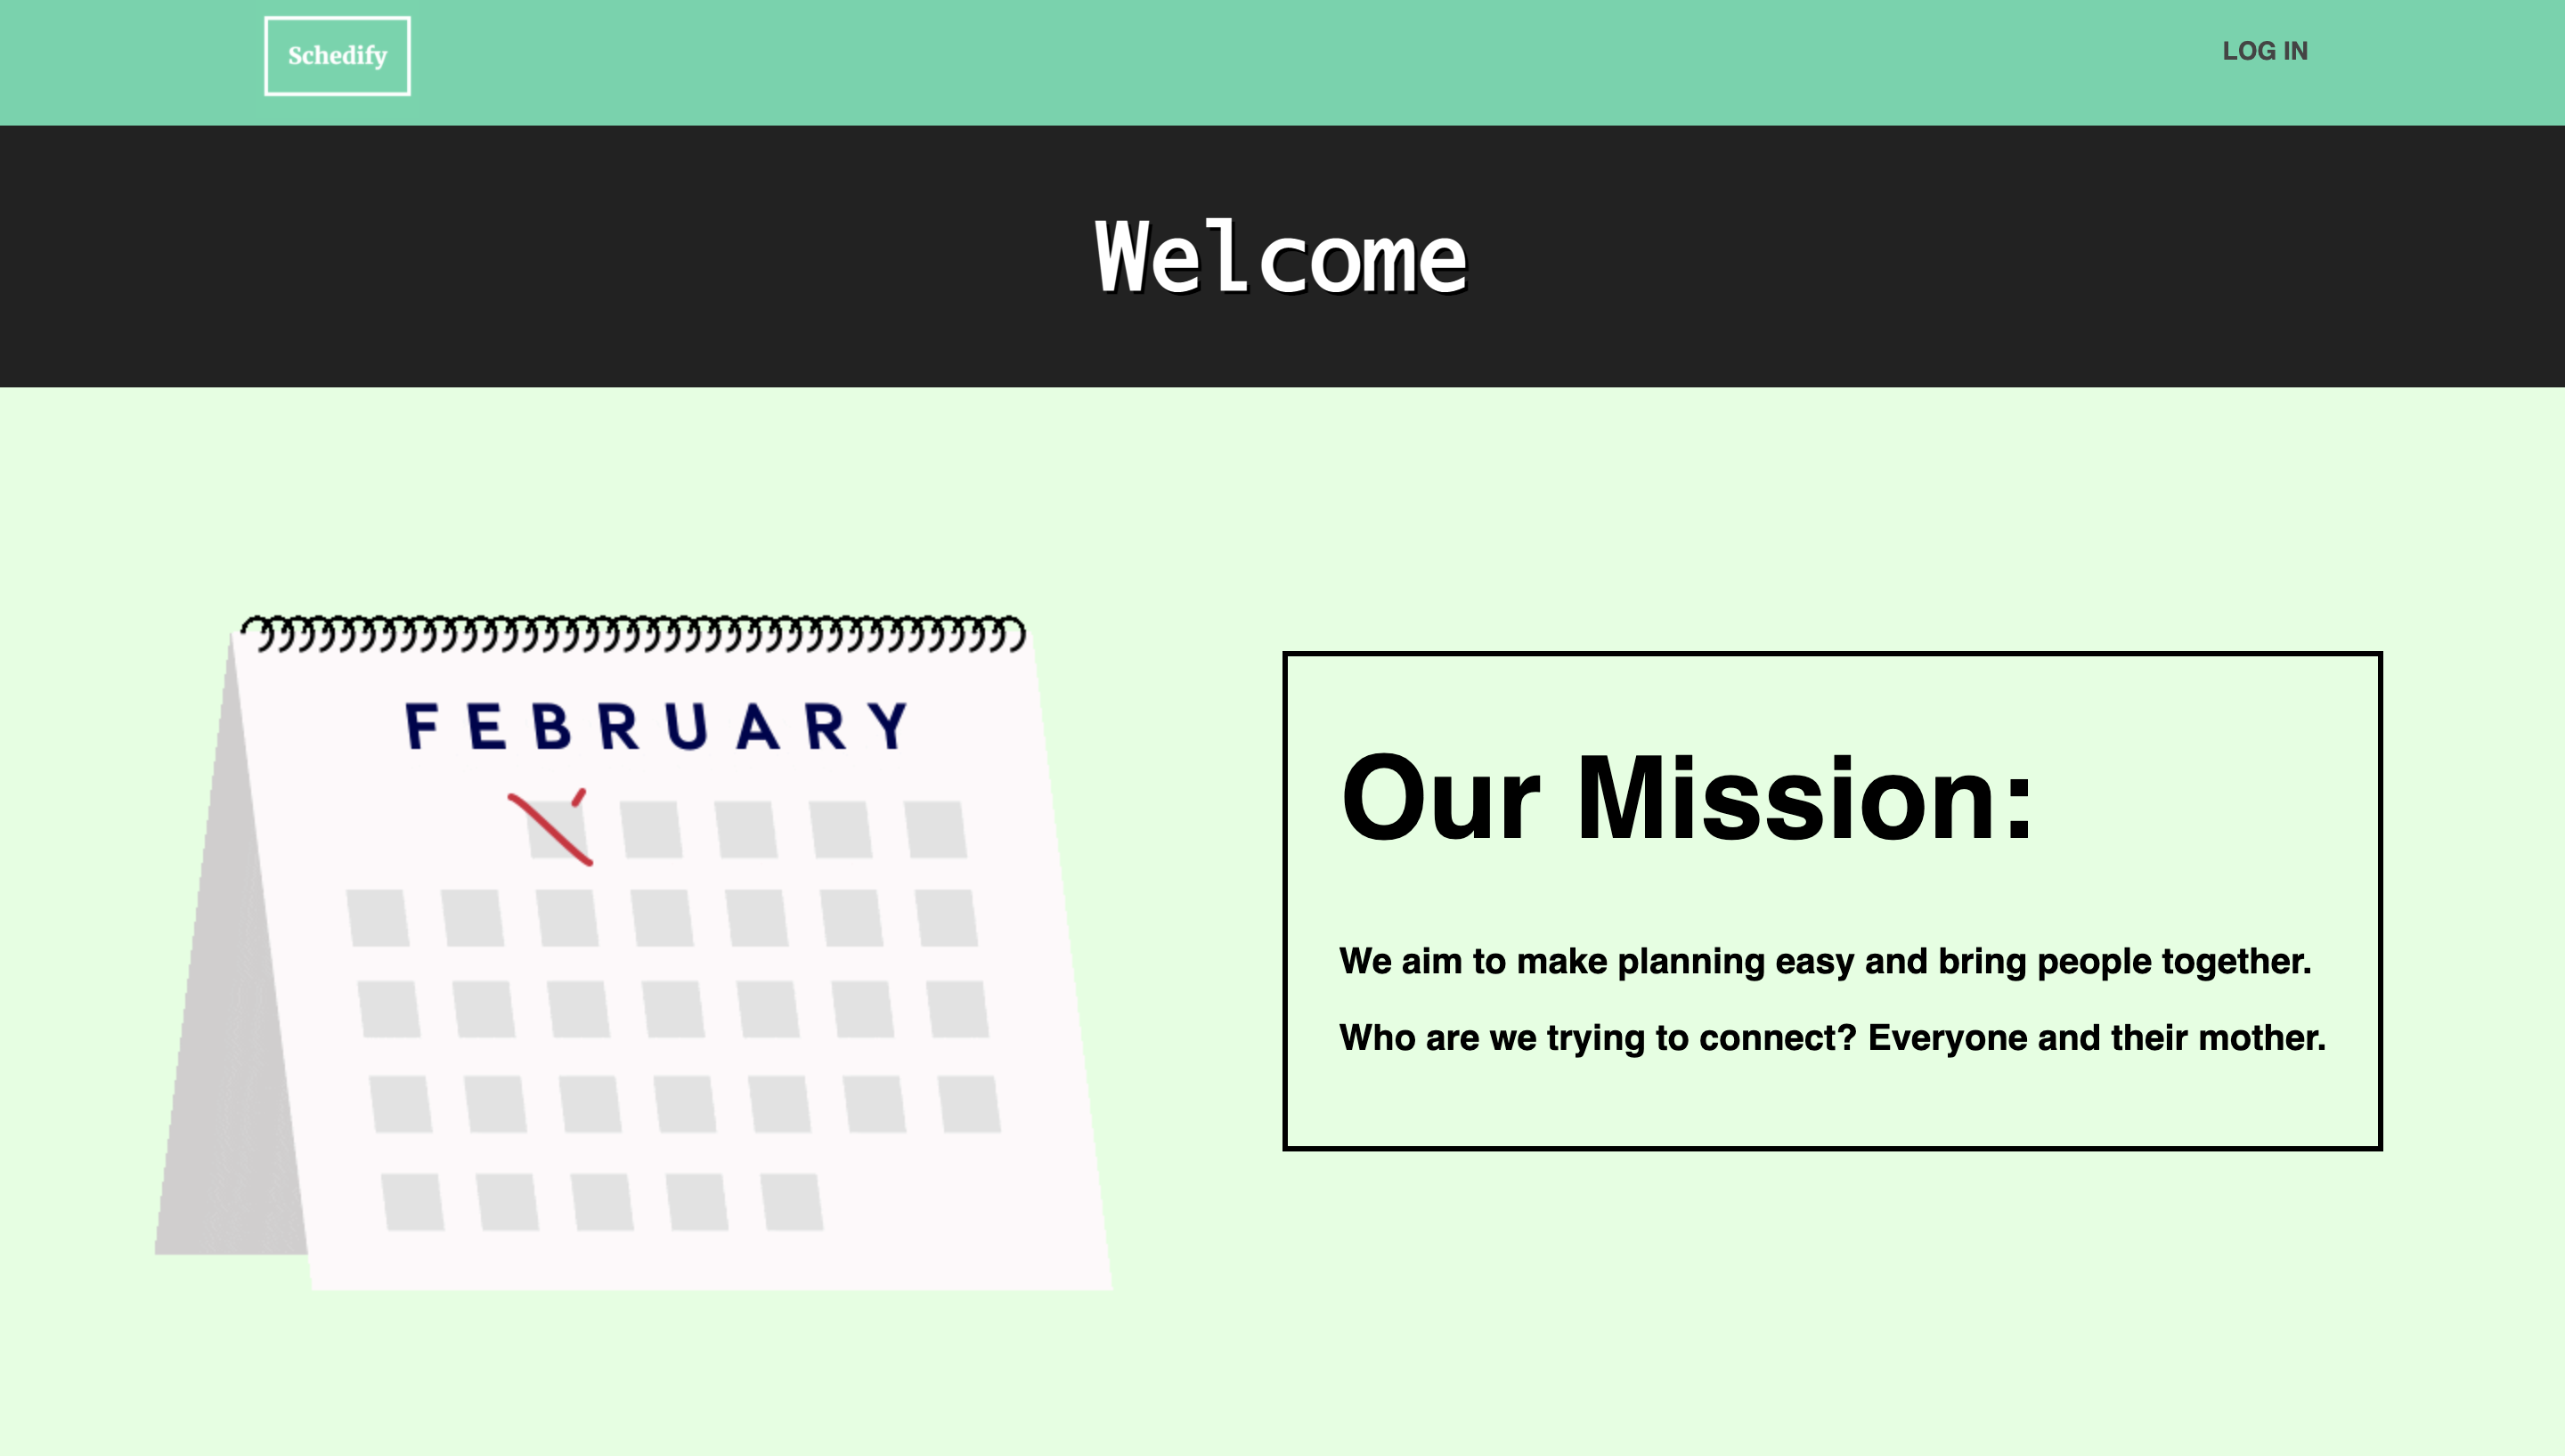 Schedify
LOG IN
Welcome
FEBRUARY
Our Mission:
We aim to make planning easy and bring people together.
Who are we trying to connect? Everyone and their mother.